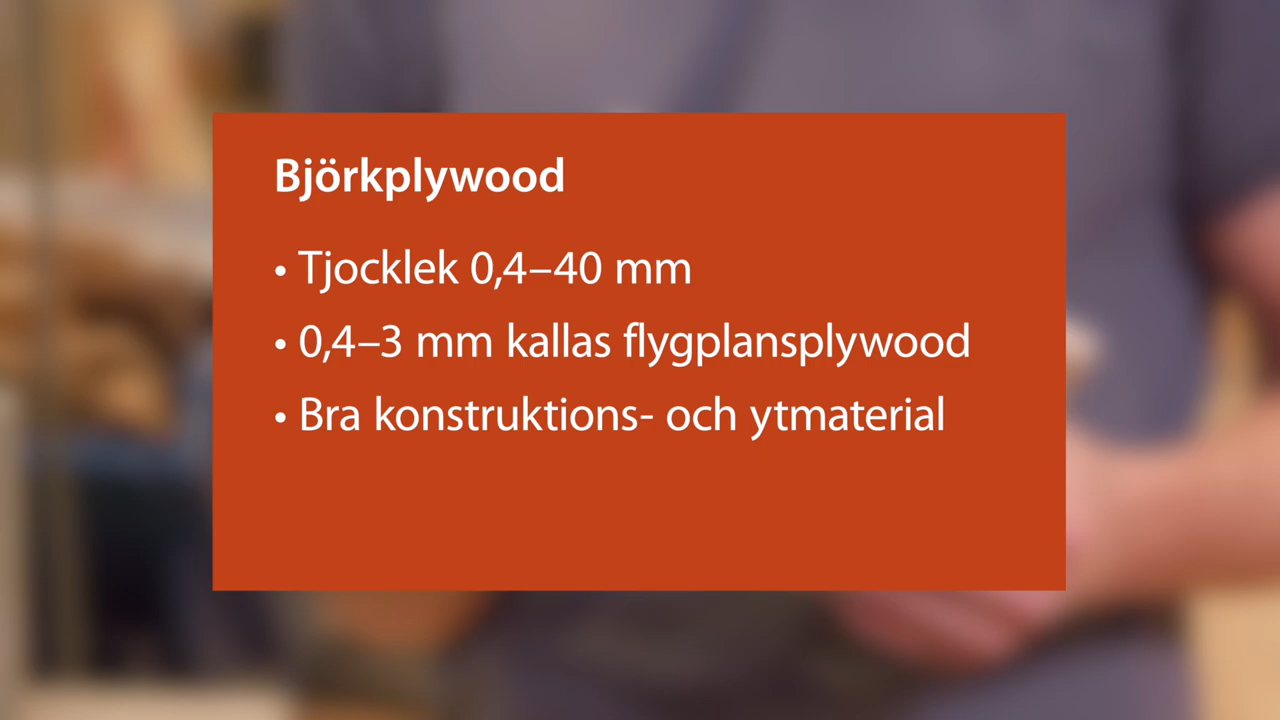 Björkplywood
• Tjocklek 0,4–40 mm
• 0,4–3 mm kallas flygplansplywood
• Bra konstruktions- och ytmaterial